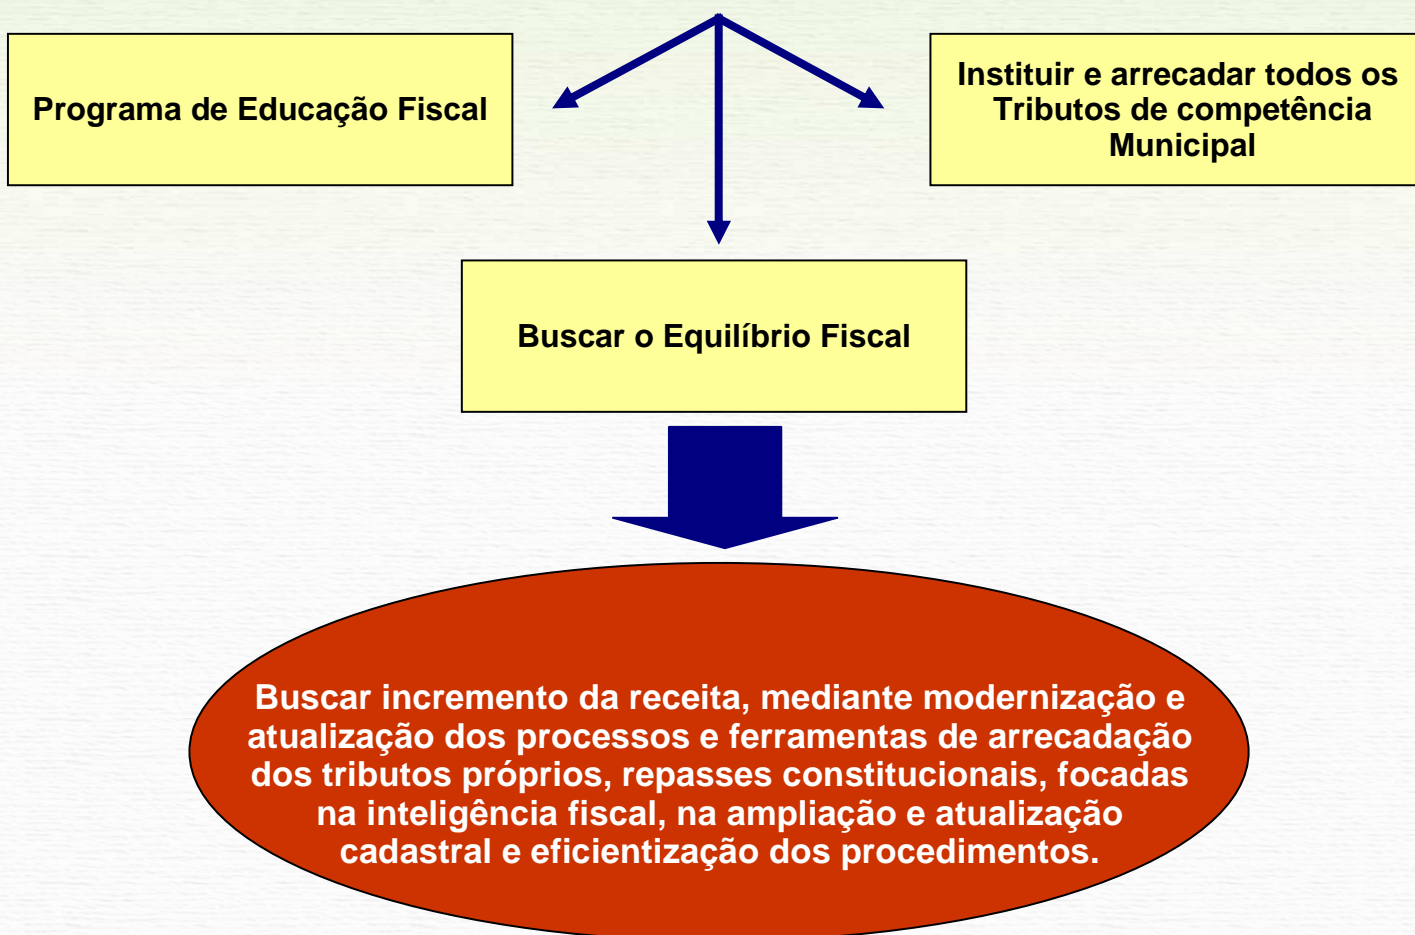 Programa de Educação Fiscal
Instituir e arrecadar todos os
Tributos de competência
Municipal
Buscar o Equilíbrio Fiscal
Buscar incremento da receita, mediante modernização e
atualização dos processos e ferramentas de arrecadação
dos tributos próprios, repasses constitucionais, focadas
na inteligência fiscal, na ampliação e atualização
cadastral e eficientização dos procedimentos.